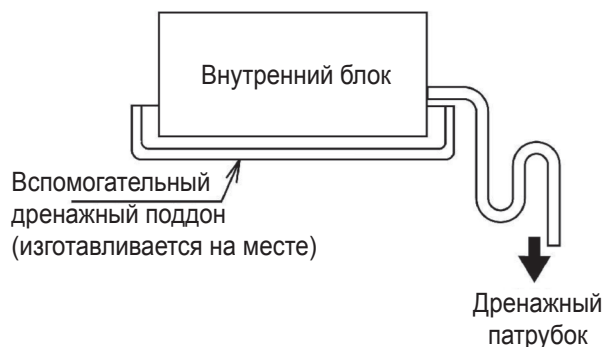 Внутренний блок
Вспомогательный
дренажный поддон
(изготавливается на месте)
Дренажный
патрубок